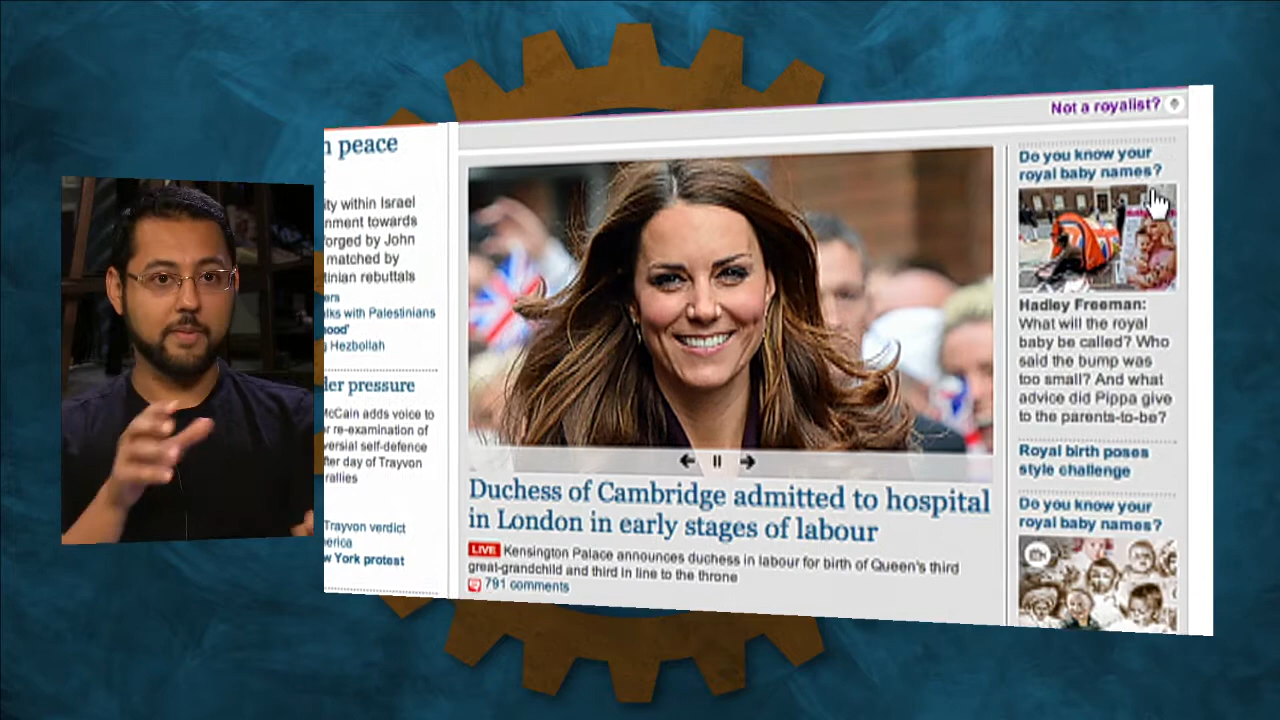 Not a royalist?
n peace
ity within Israel
nment towards
forged by John
matched by
tinian rebuttals
ers
alks with Palestinians
hood'
g Hezbollah
der pressure
McCain adds voice to
or re-examination of
versial self-defence
fter day of Trayvon
rallies
Trayvon verdict
erica
w York protest
Duchess of Cambridge admitted to hospital
in London in early stages of labour
LIVE Kensington Palace announces duchess in labour for birth of Queen's third
great-grandchild and third in line to the throne
791 comments
Do you know your
royal baby names?
Hadley Freeman:
What will the royal
baby be called? Who
said the bump was
too small? And what
advice did Pippa give
to the parents-to-be?
Royal birth poses
style challenge
Do you know your
royal baby names?